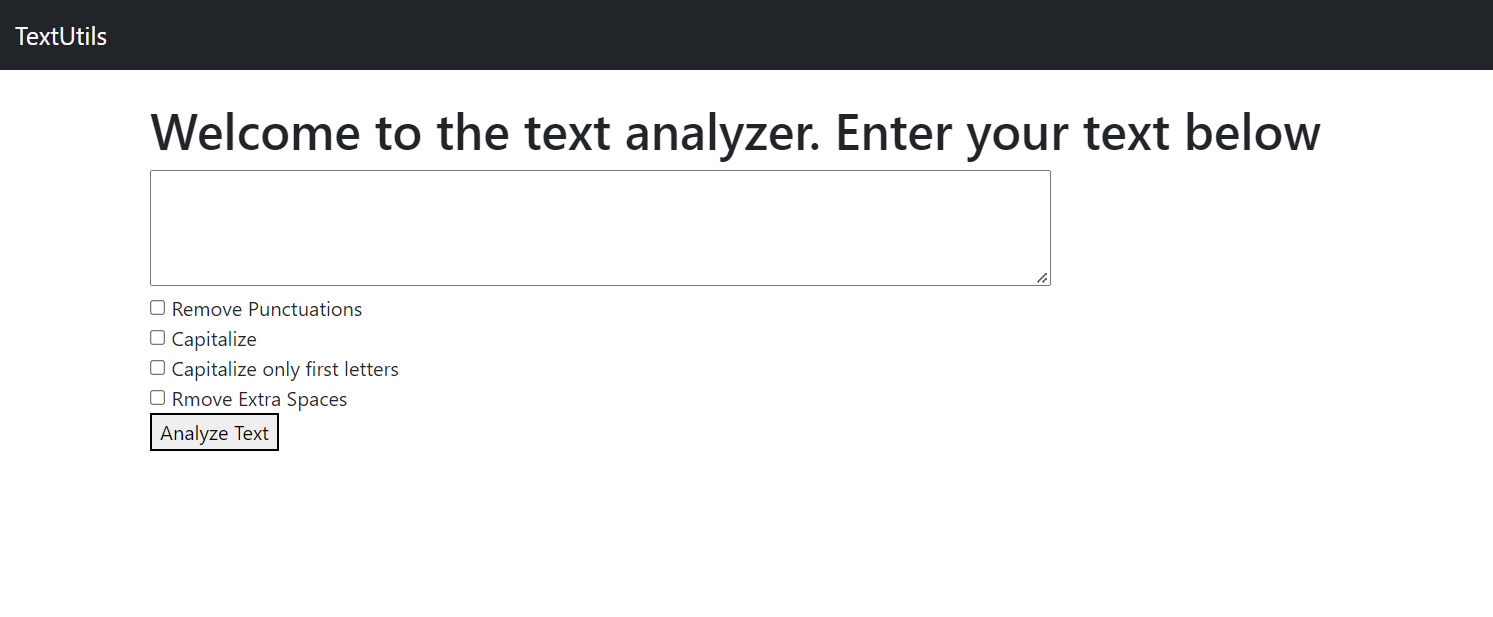 TextUtils
Welcome to the text analyzer. Enter your text below
Remove Punctuations
Capitalize
Capitalize only first letters
Rmove Extra Spaces
Analyze Text